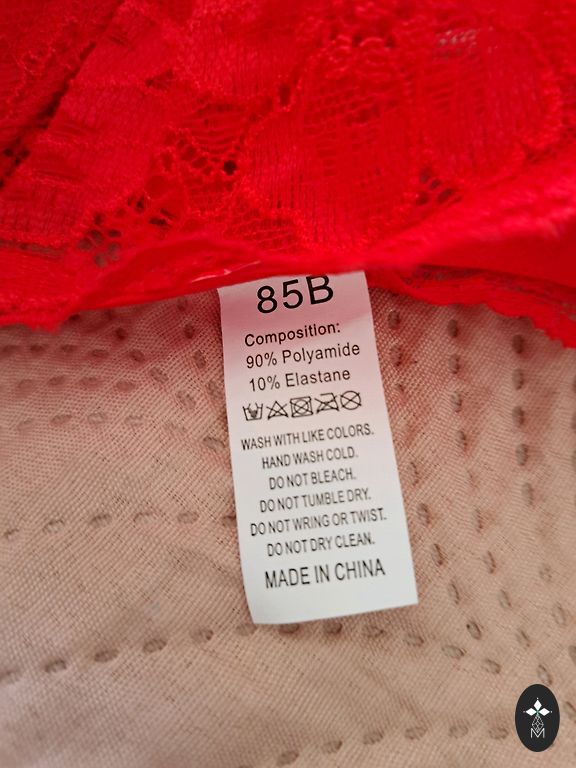 85B
Composition:
90% Polyamide
10% Elastane
WASH WITH LIKE COLORS.
HAND WASH COLD.
DO NOT BLEACH.
DO NOT TUMBLE DRY.
DO NOT WRING OR TWIST.
DO NOT DRY CLEAN.
MADE IN CHINA
M